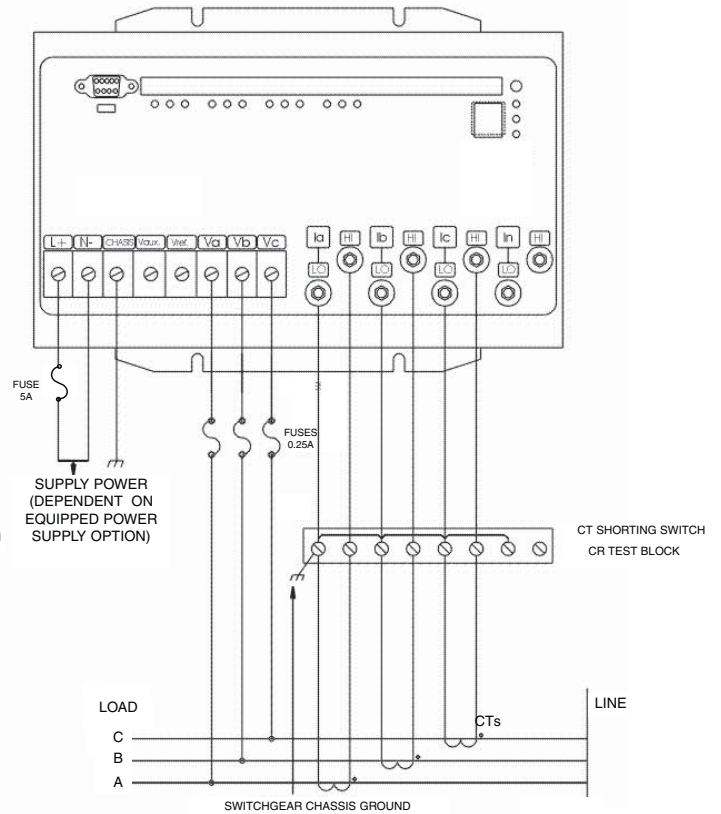 L+ N- CHASIS Vaux. Vref. Va Vb Vc
Ia HI Ib HI Ic HI In HI
LO LO LO LO
FUSE
5A
FUSES
0.25A
SUPPLY POWER
(DEPENDENT ON
EQUIPPED POWER
SUPPLY OPTION)
CT SHORTING SWITCH
CR TEST BLOCK
LOAD
LINE
CTs
C
B
A
SWITCHGEAR CHASSIS GROUND